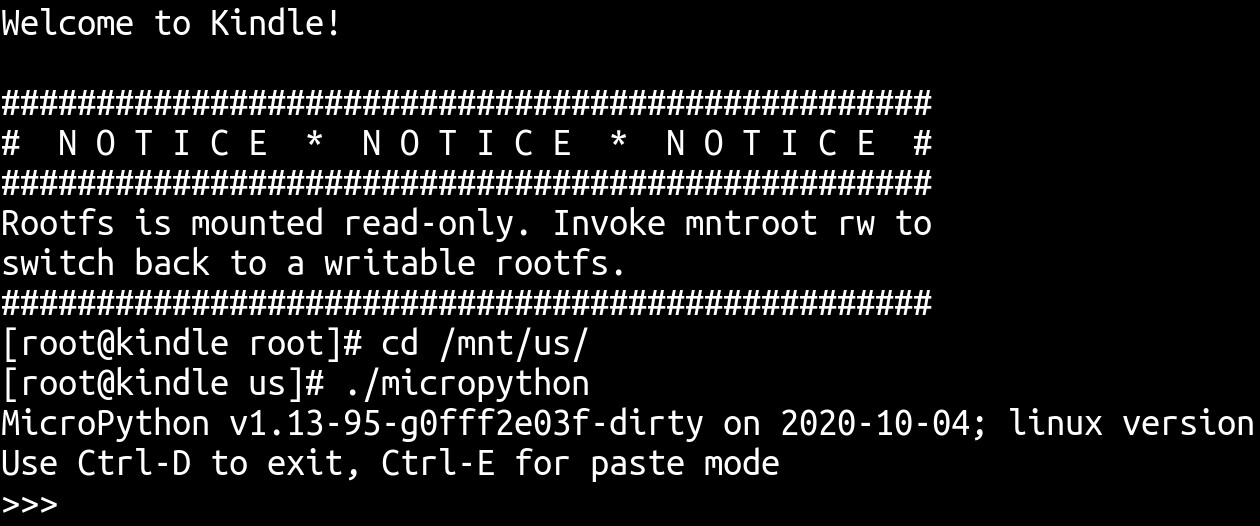 Welcome to Kindle!
#################################################
#  N O T I C E  *  N O T I C E  *  N O T I C E  #
#################################################
Rootfs is mounted read-only. Invoke mntroot rw to
switch back to a writable rootfs.
#################################################
[root@kindle root]# cd /mnt/us/
[root@kindle us]# ./micropython
MicroPython v1.13-95-g0fff2e03f-dirty on 2020-10-04; linux version
Use Ctrl-D to exit, Ctrl-E for paste mode
>>>